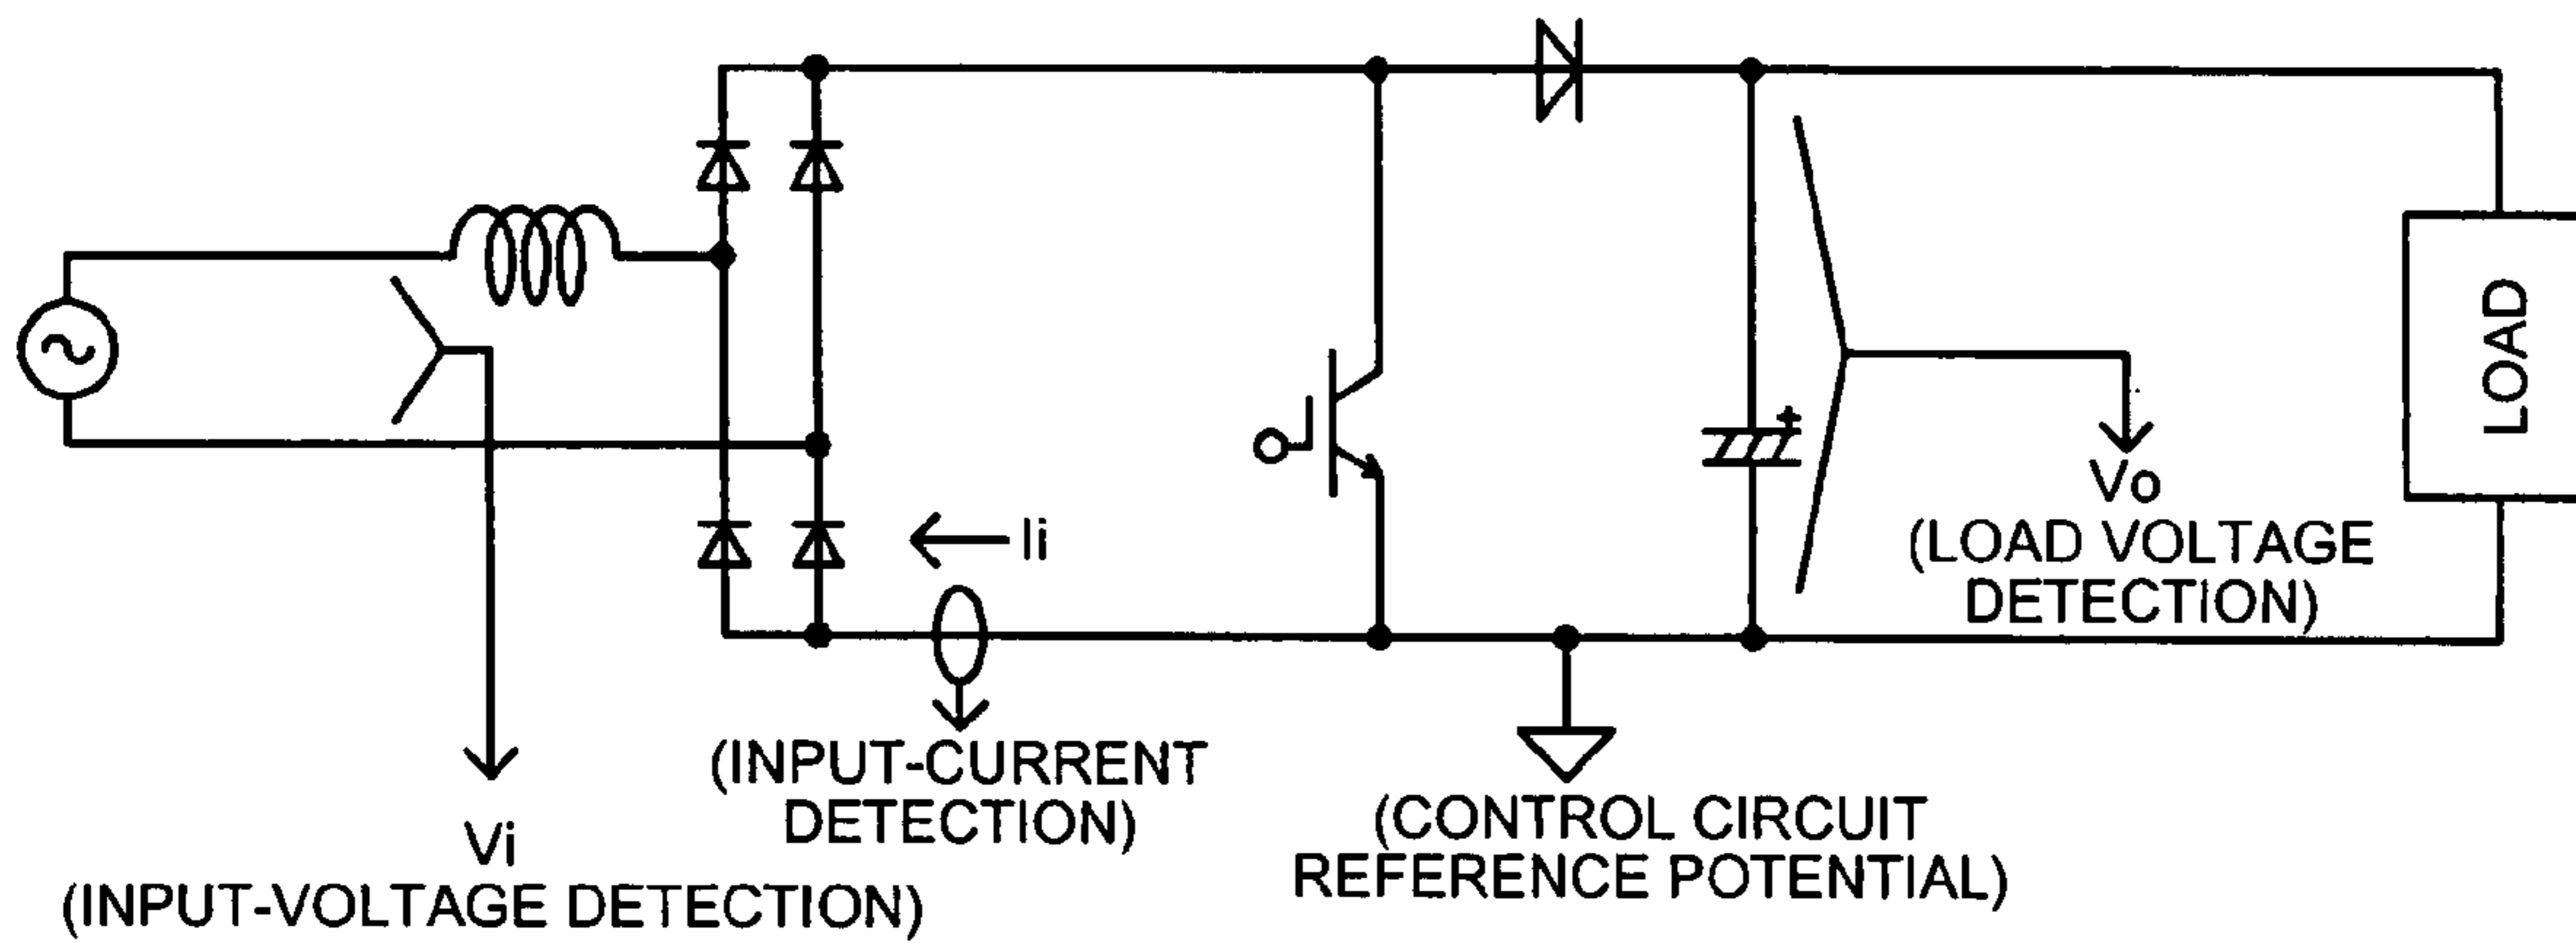 LOAD
Ii
Vo
(LOAD VOLTAGE
DETECTION)
(INPUT-CURRENT
DETECTION)
(CONTROL CIRCUIT
REFERENCE POTENTIAL)
Vi
(INPUT-VOLTAGE DETECTION)